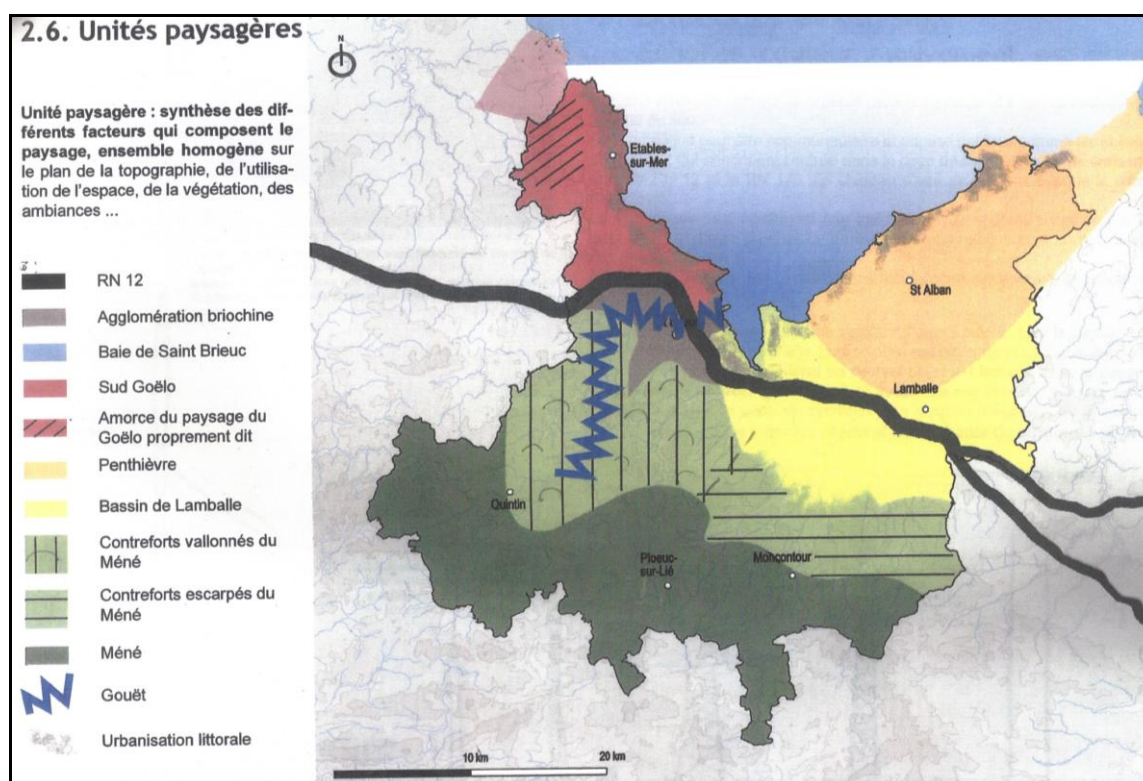 2.6. Unités paysagères
Unité paysagère : synthèse des dif-
férents facteurs qui composent le
paysage, ensemble homogène sur
le plan de la topographie, de l'utilisa-
tion de l'espace, de la végétation, des
ambiances ...
RN 12
Agglomération briochine
Baie de Saint Brieuc
Sud Goëlo
Amorce du paysage du
Goëlo proprement dit
Penthièvre
Bassin de Lamballe
Contreforts vallonnés du
Méné
Contreforts escarpés du
Méné
Méné
Gouët
Urbanisation littorale
N
Etables-
sur-Mer
St Alban
Lamballe
Quintin
Ploeuc-
sur-Lié
Moncontour
10 km
20 km